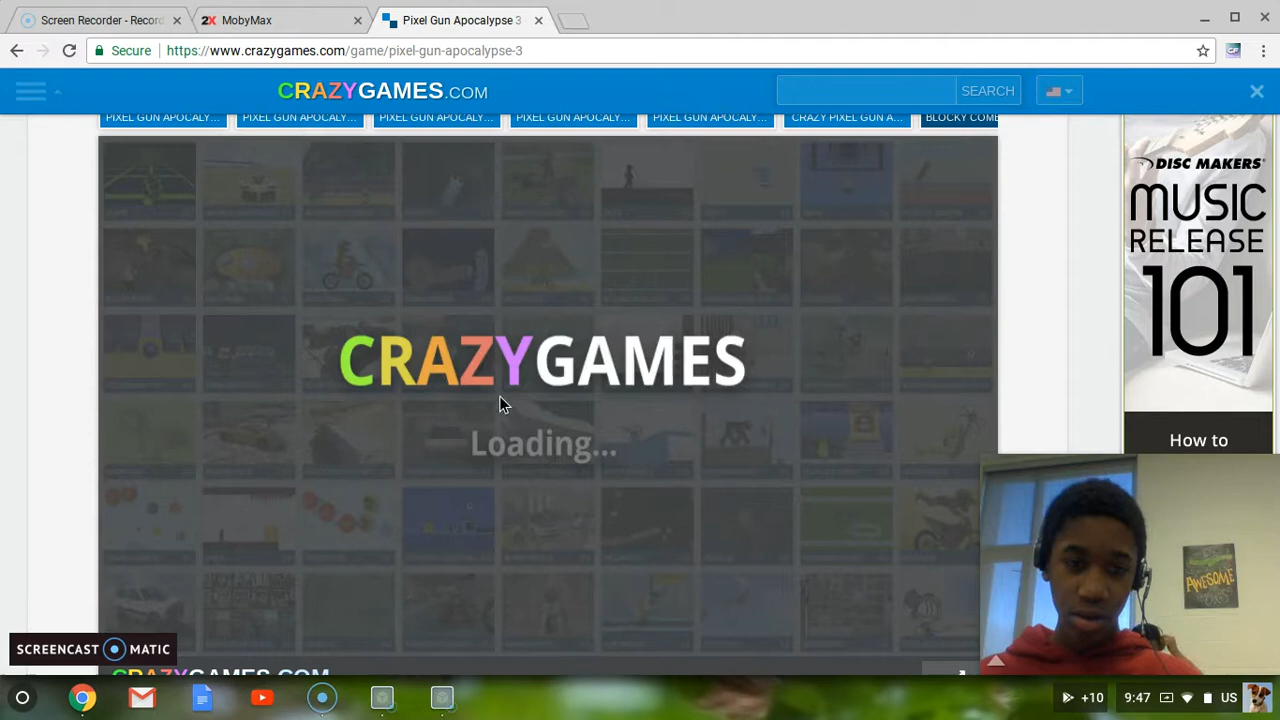 Screen Recorder - Record
2X MobyMax
Pixel Gun Apocalypse 3
Secure
https://www.crazygames.com/game/pixel-gun-apocalypse-3
CRAZYGAMES.COM
SEARCH
PIXEL GUN APOCALY...
PIXEL GUN APOCALY...
PIXEL GUN APOCALY...
PIXEL GUN APOCALY...
PIXEL GUN APOCALY...
CRAZY PIXEL GUN A...
BLOCKY COMB
DISC MAKERS
MUSIC
RELEASE
101
How to
CRAZYGAMES
Loading...
AWESOME
SCREENCAST MATIC
CRAZYGAMES.COM
+10
9:47
US